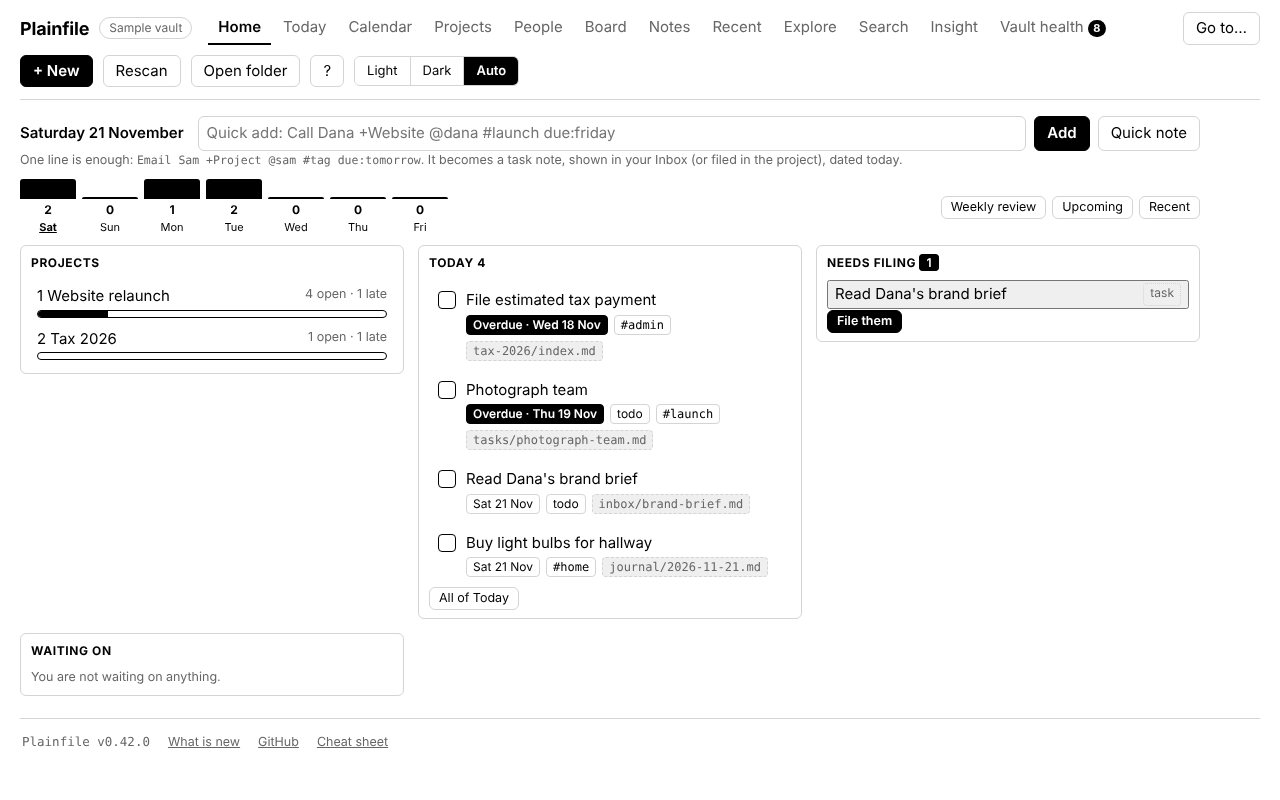 Plainfile Sample vault Home Today Calendar Projects People Board Notes Recent Explore Search Insight Vault health 8 Go to...
+ New Rescan Open folder ? Light Dark Auto
Saturday 21 November Quick add: Call Dana +Website @dana #launch due:friday Add Quick note
One line is enough: Email Sam +Project @sam #tag due:tomorrow. It becomes a task note, shown in your Inbox (or filed in the project), dated today.
2 0 1 2 0 0 0
Sat Sun Mon Tue Wed Thu Fri
Weekly review Upcoming Recent
PROJECTS
1 Website relaunch 4 open · 1 late
2 Tax 2026 1 open · 1 late
TODAY 4
File estimated tax payment
Overdue · Wed 18 Nov #admin
tax-2026/index.md
Photograph team
Overdue · Thu 19 Nov todo #launch
tasks/photograph-team.md
Read Dana's brand brief
Sat 21 Nov todo inbox/brand-brief.md
Buy light bulbs for hallway
Sat 21 Nov #home journal/2026-11-21.md
All of Today
NEEDS FILING 1
Read Dana's brand brief task
File them
WAITING ON
You are not waiting on anything.
Plainfile v0.42.0 What is new GitHub Cheat sheet